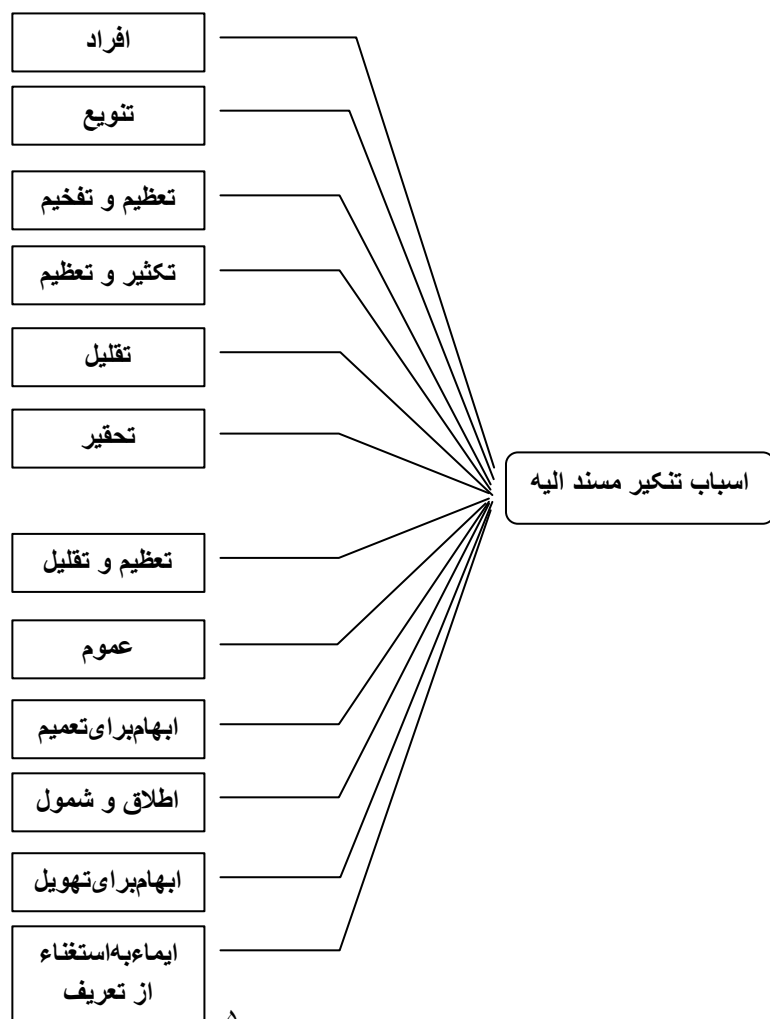 اسباب تنکیر مسند الیه
افراد
تنویع
تعظیم و تفخیم
تکثیر و تعظیم
تقلیل
تحقیر
تعظیم و تقلیل
عموم
ابهام‌برای‌تعمیم
اطلاق و شمول
ابهام‌برای‌تهویل
ایماءبه‌استغناء
از تعریف